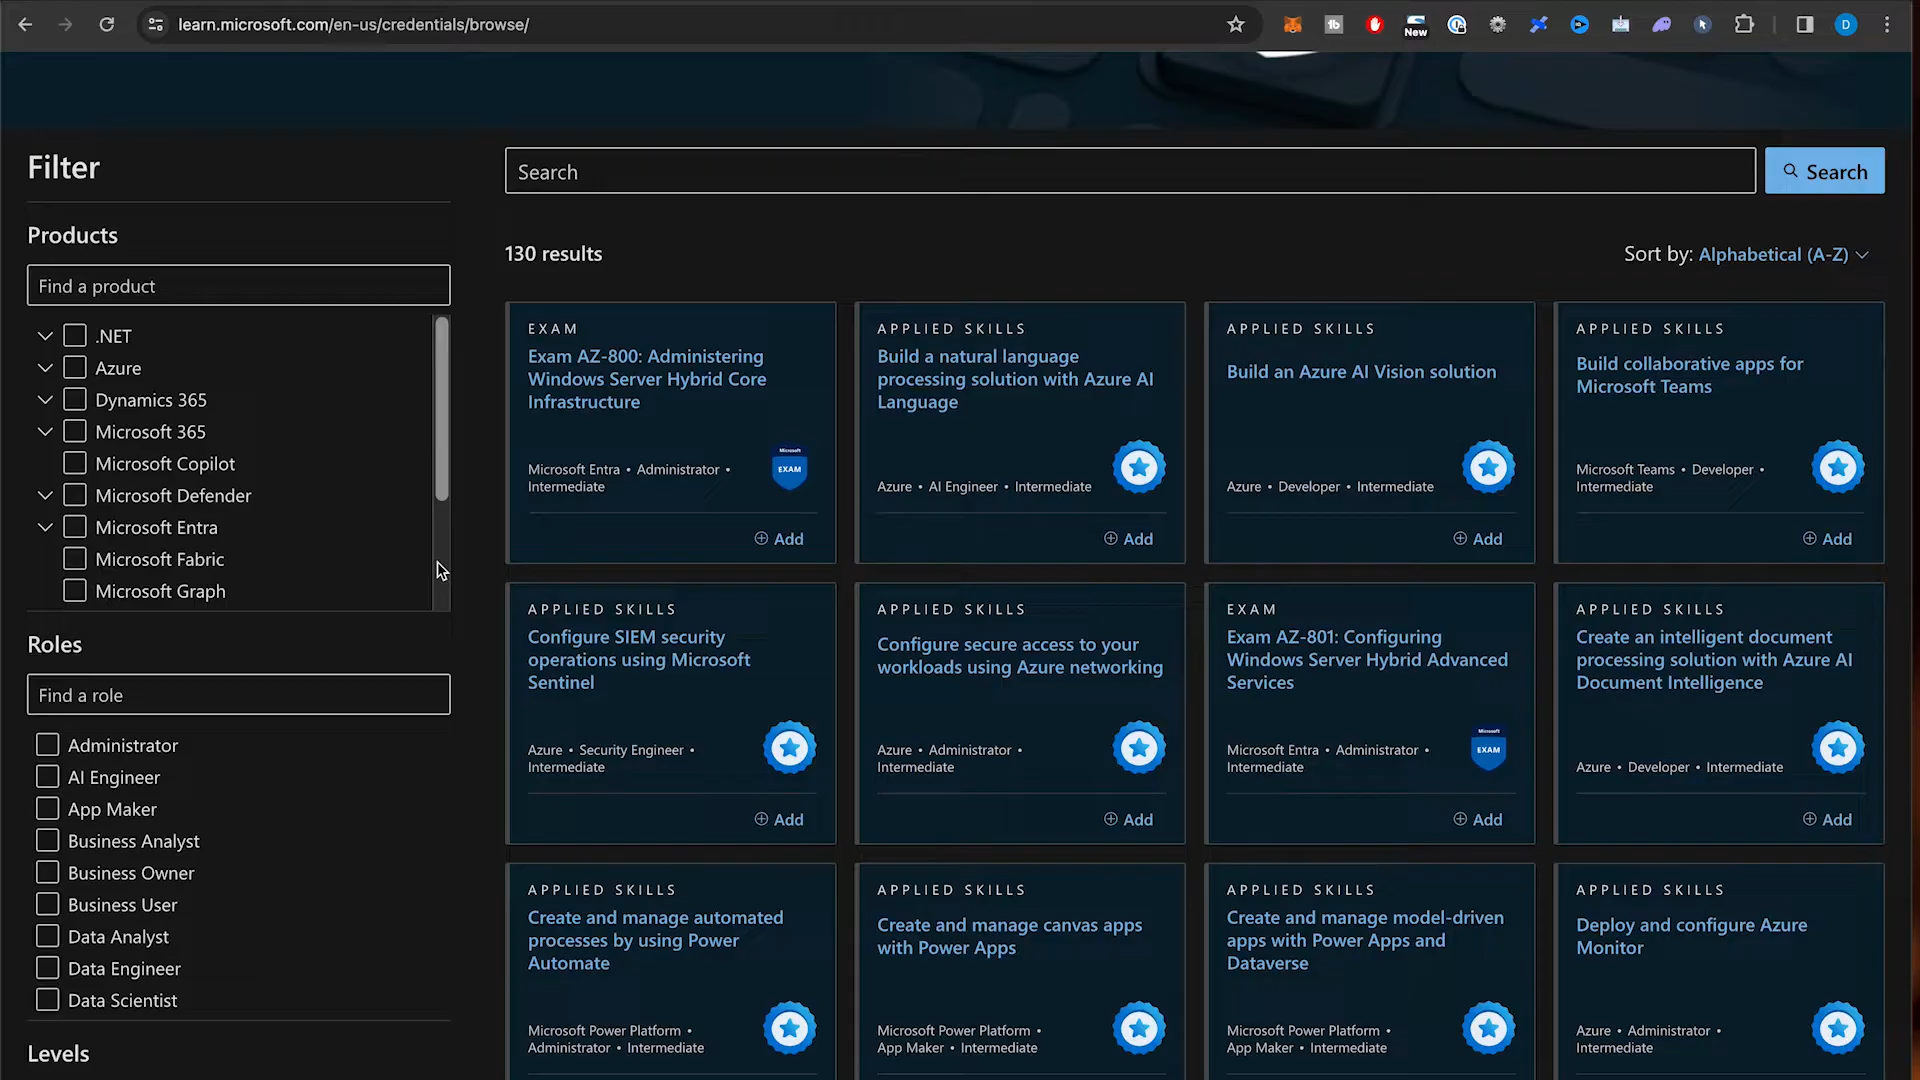 learn.microsoft.com/en-us/credentials/browse/
New
D
Filter
Search
Search
Products
Find a product
.NET
Azure
Dynamics 365
Microsoft 365
Microsoft Copilot
Microsoft Defender
Microsoft Entra
Microsoft Fabric
Microsoft Graph
Roles
Find a role
Administrator
AI Engineer
App Maker
Business Analyst
Business Owner
Business User
Data Analyst
Data Engineer
Data Scientist
Levels
130 results
Sort by: Alphabetical (A-Z)
EXAM
Exam AZ-800: Administering
Windows Server Hybrid Core
Infrastructure
Microsoft Entra • Administrator •
Intermediate
Microsoft
EXAM
Add
APPLIED SKILLS
Build a natural language
processing solution with Azure AI
Language
Azure • AI Engineer • Intermediate
Add
APPLIED SKILLS
Build an Azure AI Vision solution
Azure • Developer • Intermediate
Add
APPLIED SKILLS
Build collaborative apps for
Microsoft Teams
Microsoft Teams • Developer •
Intermediate
Add
APPLIED SKILLS
Configure SIEM security
operations using Microsoft
Sentinel
Azure • Security Engineer •
Intermediate
Add
APPLIED SKILLS
Configure secure access to your
workloads using Azure networking
Azure • Administrator •
Intermediate
Add
EXAM
Exam AZ-801: Configuring
Windows Server Hybrid Advanced
Services
Microsoft Entra • Administrator •
Intermediate
Microsoft
EXAM
Add
APPLIED SKILLS
Create an intelligent document
processing solution with Azure AI
Document Intelligence
Azure • Developer • Intermediate
Add
APPLIED SKILLS
Create and manage automated
processes by using Power
Automate
Microsoft Power Platform •
Administrator • Intermediate
APPLIED SKILLS
Create and manage canvas apps
with Power Apps
Microsoft Power Platform •
App Maker • Intermediate
APPLIED SKILLS
Create and manage model-driven
apps with Power Apps and
Dataverse
Microsoft Power Platform •
App Maker • Intermediate
APPLIED SKILLS
Deploy and configure Azure
Monitor
Azure • Administrator •
Intermediate